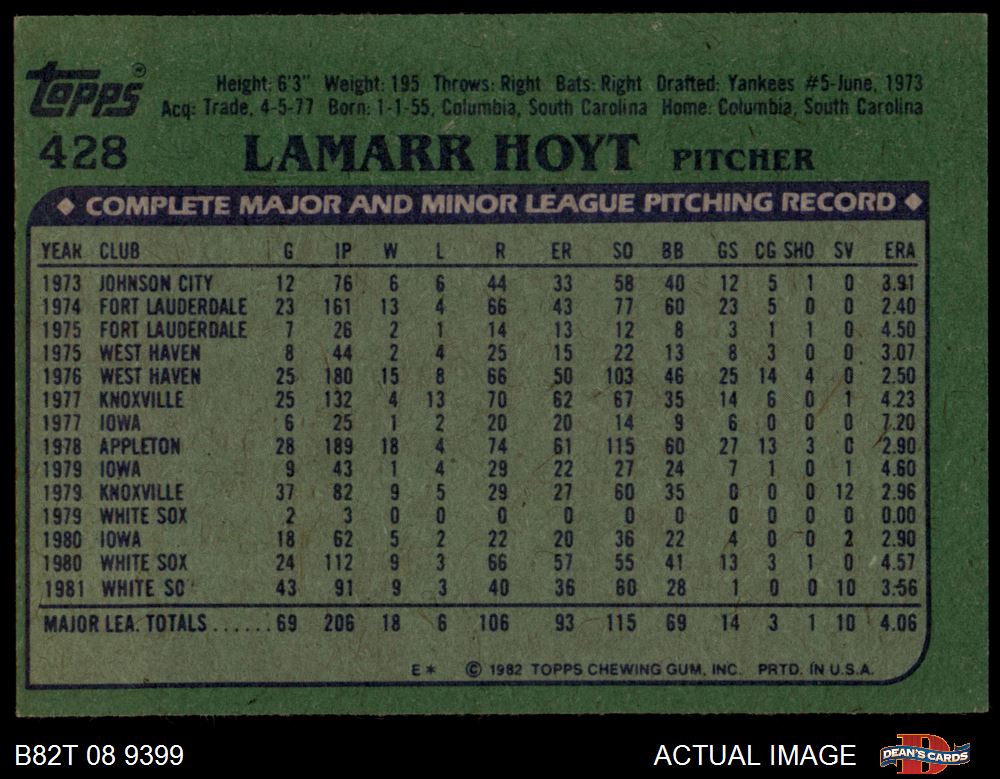 Topps®
Height: 6'3" Weight: 195 Throws: Right Bats: Right Drafted: Yankees #5-June, 1973
Acq: Trade, 4-5-77 Born: 1-1-55, Columbia, South Carolina Home: Columbia, South Carolina
428 LAMARR HOYT PITCHER
◆ COMPLETE MAJOR AND MINOR LEAGUE PITCHING RECORD ◆
YEAR CLUB G IP W L R ER SO BB GS CG SHO SV ERA
1973 JOHNSON CITY 12 76 6 6 44 33 58 40 12 5 1 0 3.91
1974 FORT LAUDERDALE 23 161 13 4 66 43 77 60 23 5 0 0 2.40
1975 FORT LAUDERDALE 7 26 2 1 14 13 12 8 3 1 1 0 4.50
1975 WEST HAVEN 8 44 2 4 25 15 22 13 8 3 0 0 3.07
1976 WEST HAVEN 25 180 15 8 66 50 103 46 25 14 4 0 2.50
1977 KNOXVILLE 25 132 4 13 70 62 67 35 14 6 0 1 4.23
1977 IOWA 6 25 1 2 20 20 14 9 6 0 0 0 7.20
1978 APPLETON 28 189 18 4 74 61 115 60 27 13 3 0 2.90
1979 IOWA 9 43 1 4 29 22 27 24 7 1 0 1 4.60
1979 KNOXVILLE 37 82 9 5 29 27 60 35 0 0 0 12 2.96
1979 WHITE SOX 2 3 0 0 0 0 0 0 0 0 0 0 0.00
1980 IOWA 18 62 5 2 22 20 36 22 4 0 0 2 2.90
1980 WHITE SOX 24 112 9 3 66 57 55 41 13 3 1 0 4.57
1981 WHITE SO 43 91 9 3 40 36 60 28 1 0 0 10 3.56
MAJOR LEA. TOTALS ......69 206 18 6 106 93 115 69 14 3 1 10 4.06
E* © 1982 TOPPS CHEWING GUM, INC. PRTD. IN U.S.A.
B82T 08 9399 ACTUAL IMAGE DEAN'S CARDS